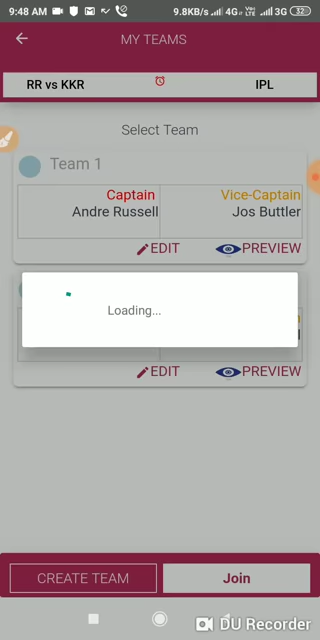 9:48 AM 9.8KB/s 4G VoLTE 3G 32
MY TEAMS
RR vs KKR IPL
Select Team
Team 1
Captain Vice-Captain
Andre Russell Jos Buttler
EDIT PREVIEW
Loading...
EDIT PREVIEW
CREATE TEAM Join
DU Recorder